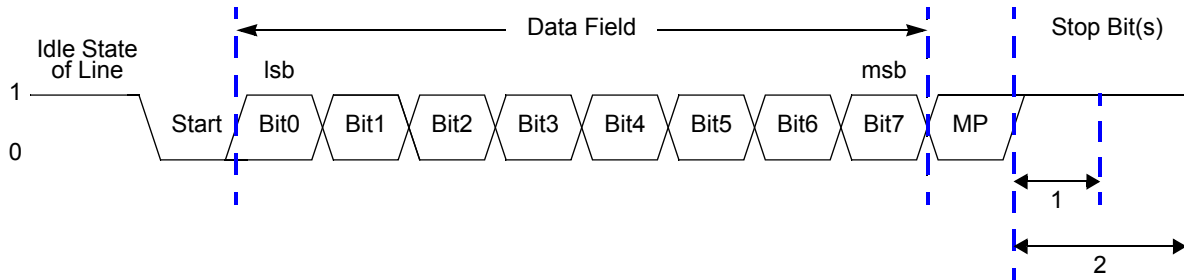 Data Field
Stop Bit(s)
Idle State
of Line
lsb
msb
1
Start
Bit0
Bit1
Bit2
Bit3
Bit4
Bit5
Bit6
Bit7
MP
0
1
2